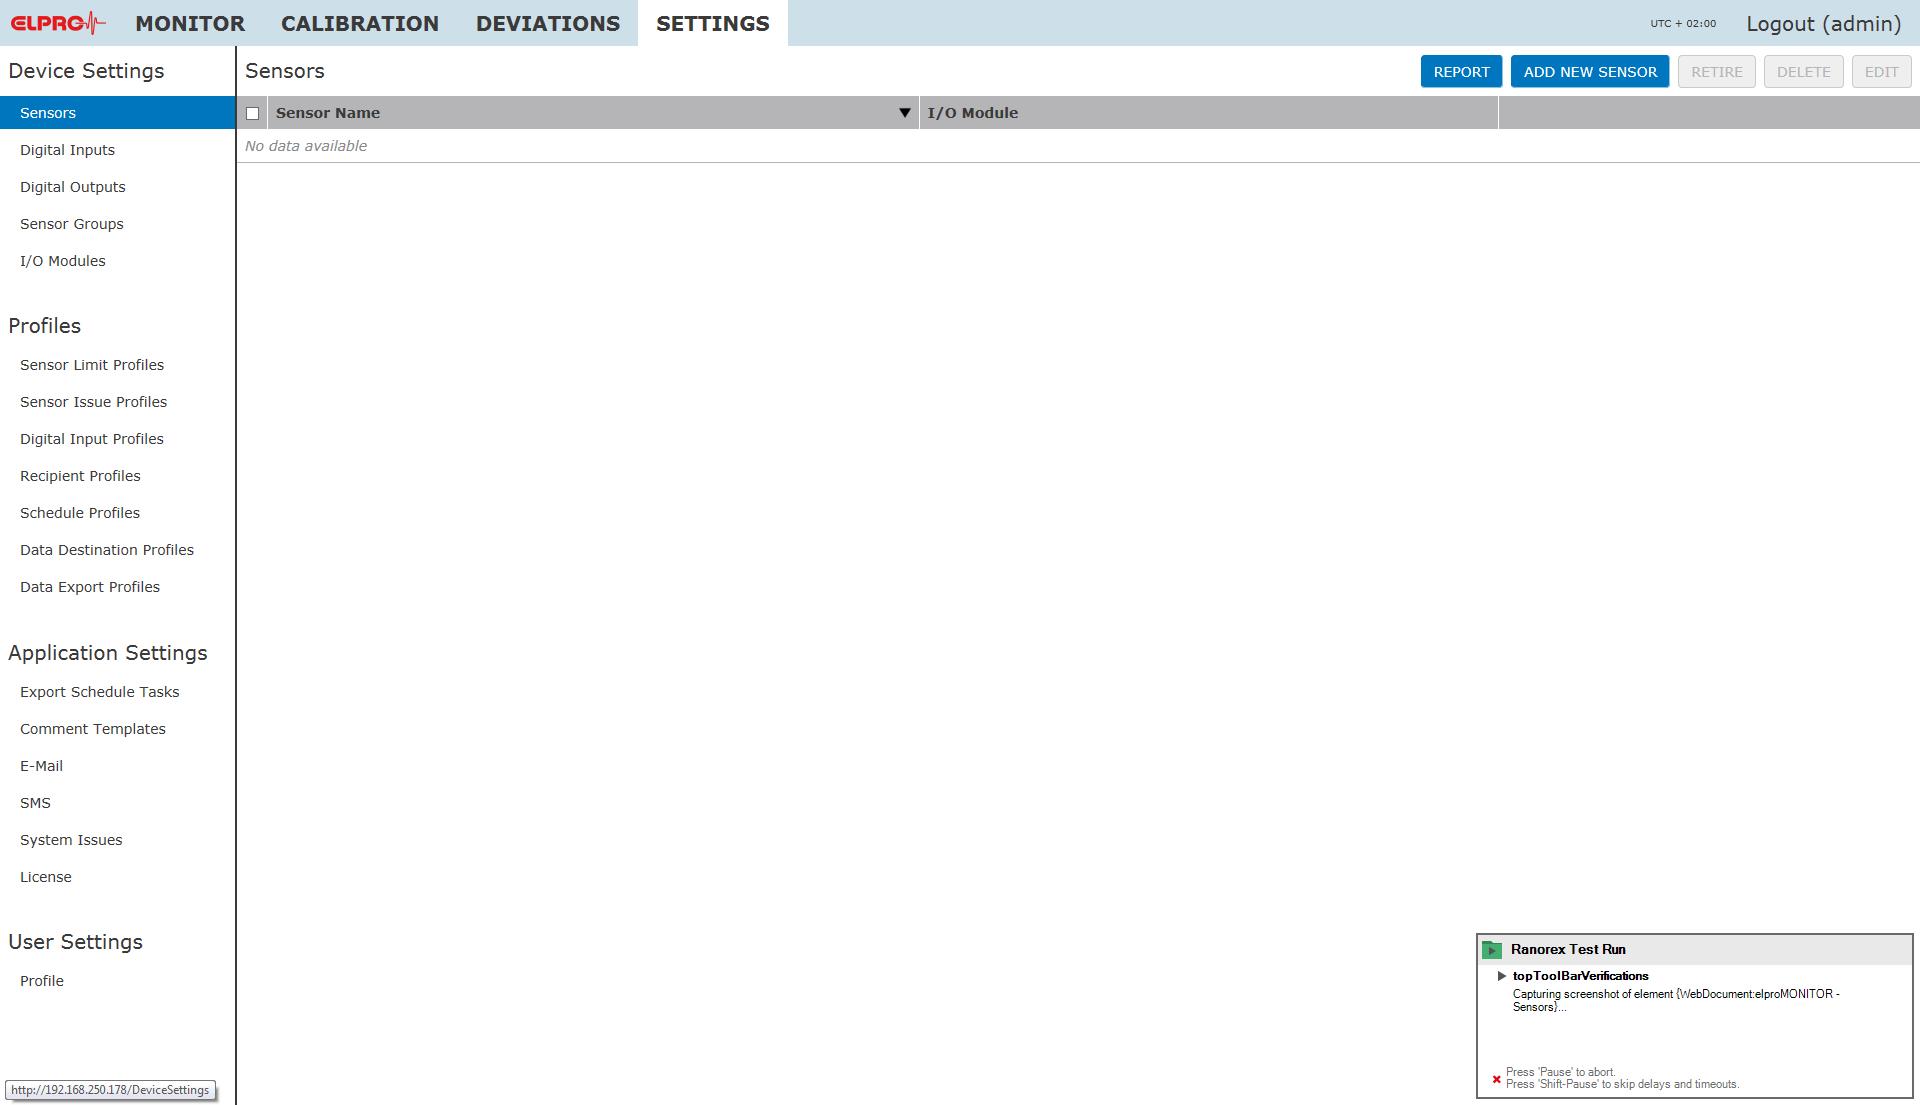 ELPRO MONITOR CALIBRATION DEVIATIONS SETTINGS UTC + 02:00 Logout (admin)
Device Settings
Sensors
Digital Inputs
Digital Outputs
Sensor Groups
I/O Modules
Profiles
Sensor Limit Profiles
Sensor Issue Profiles
Digital Input Profiles
Recipient Profiles
Schedule Profiles
Data Destination Profiles
Data Export Profiles
Application Settings
Export Schedule Tasks
Comment Templates
E-Mail
SMS
System Issues
License
User Settings
Profile
http://192.168.250.178/DeviceSettings
Sensors REPORT ADD NEW SENSOR RETIRE DELETE EDIT
Sensor Name I/O Module
No data available
Ranorex Test Run
topToolBarVerifications
Capturing screenshot of element {WebDocument:elproMONITOR -
Sensors}...
Press 'Pause' to abort.
Press 'Shift-Pause' to skip delays and timeouts.